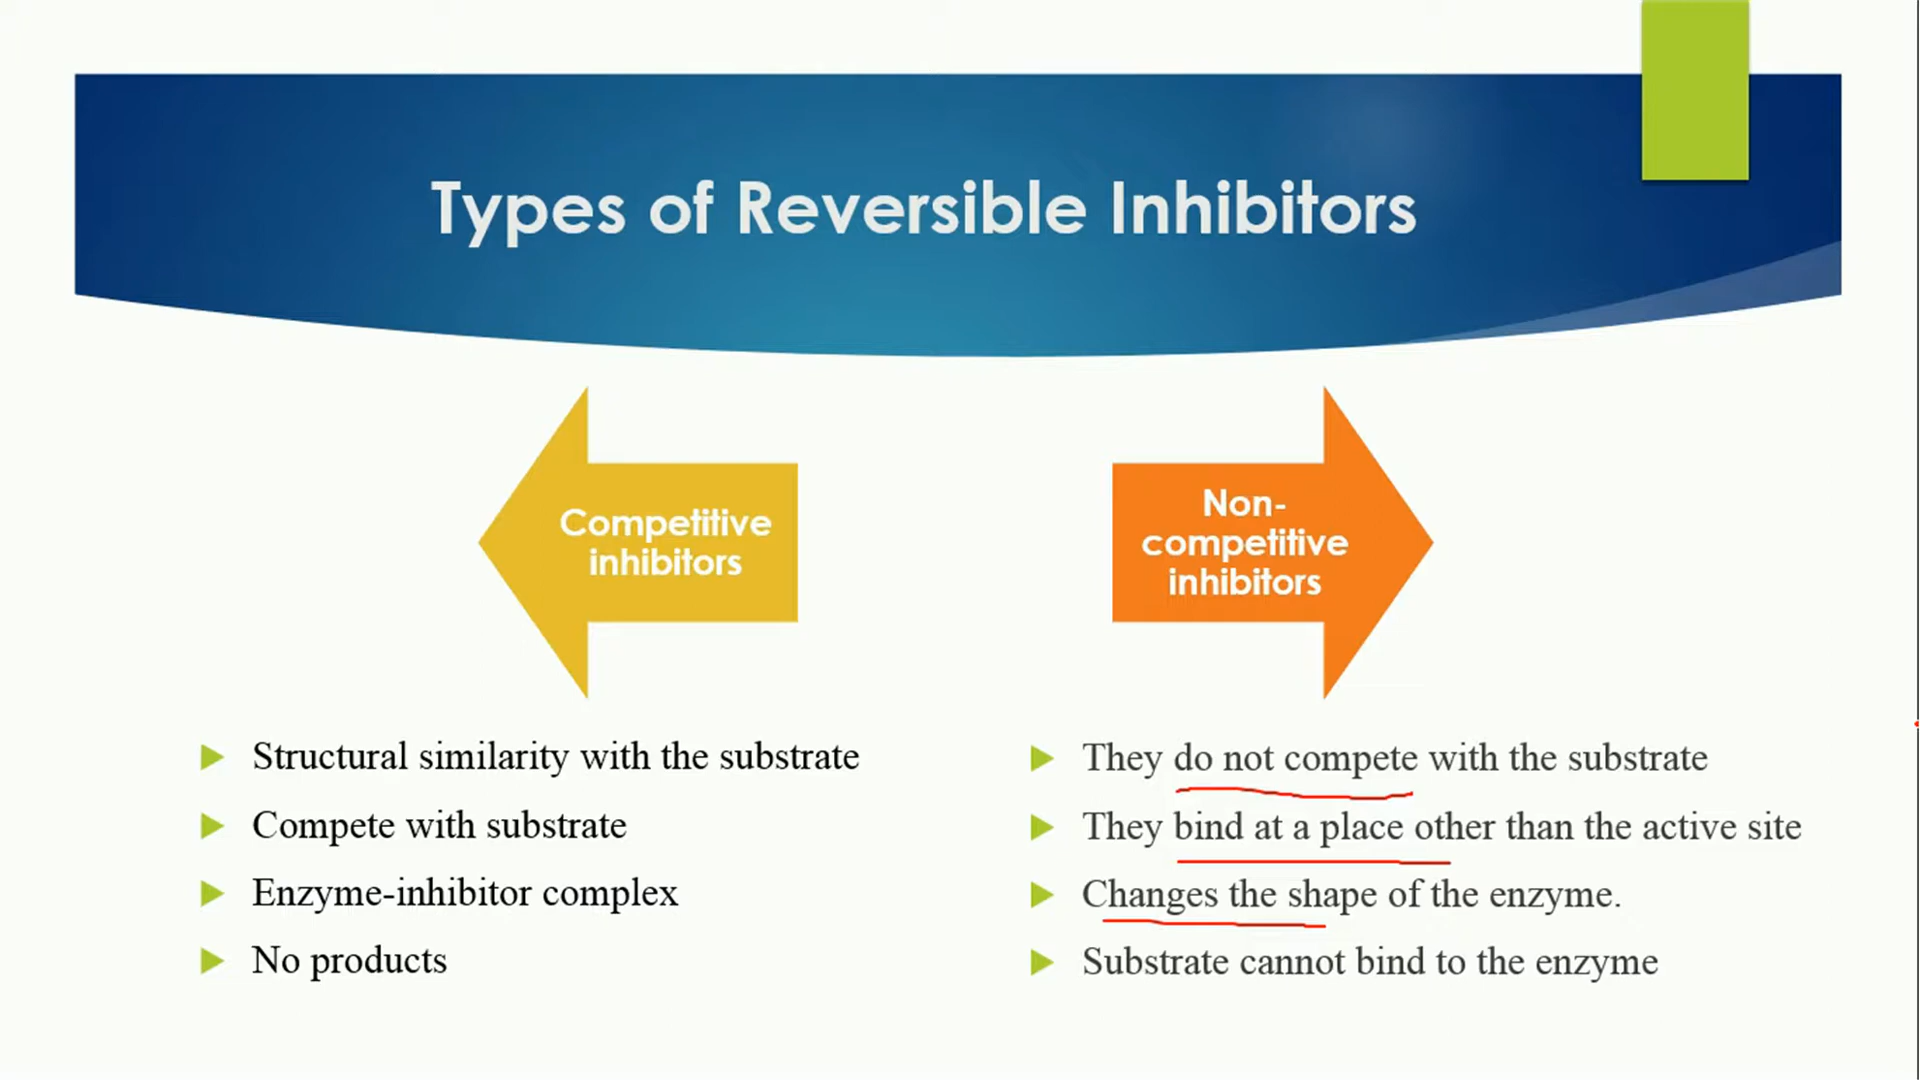 Types of Reversible Inhibitors
Competitive
inhibitors
Structural similarity with the substrate
Compete with substrate
Enzyme-inhibitor complex
No products
Non-
competitive
inhibitors
They do not compete with the substrate
They bind at a place other than the active site
Changes the shape of the enzyme.
Substrate cannot bind to the enzyme